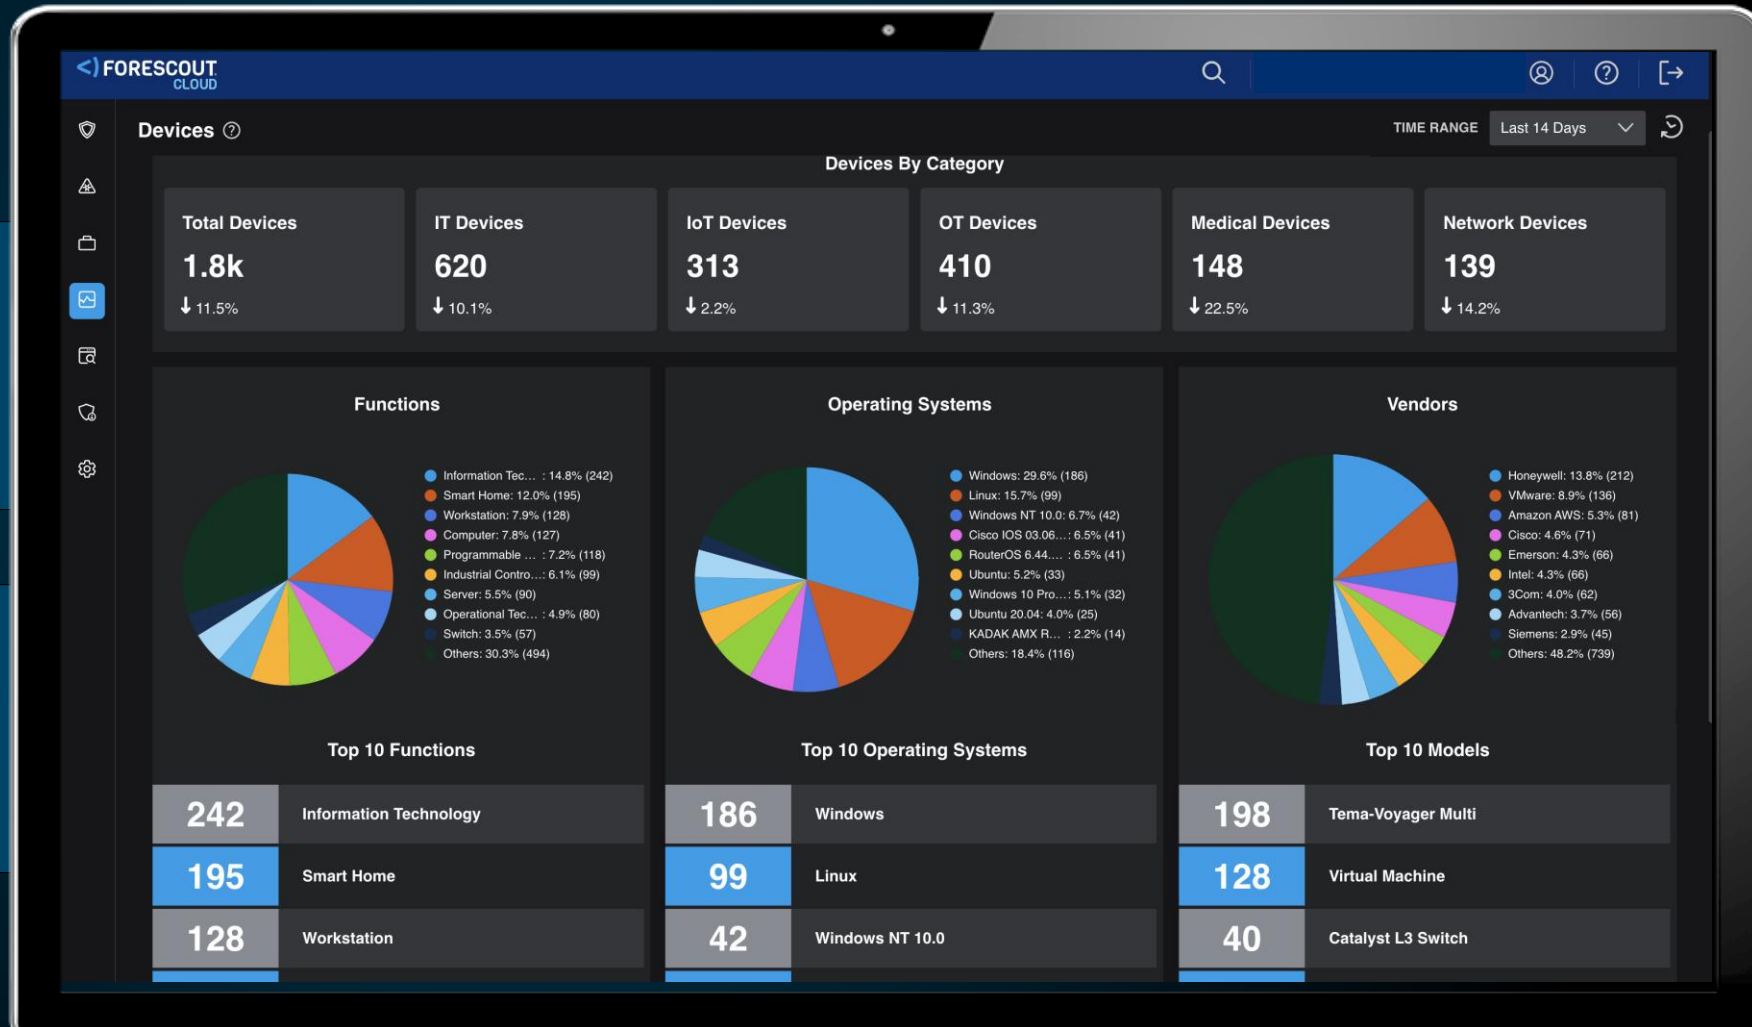 FORESCOUT
CLOUD
Devices
TIME RANGE Last 14 Days
Devices By Category
Total Devices
1.8k
↓ 11.5%
IT Devices
620
↓ 10.1%
IoT Devices
313
↓ 2.2%
OT Devices
410
↓ 11.3%
Medical Devices
148
↓ 22.5%
Network Devices
139
↓ 14.2%
Functions
Information Tec... : 14.8% (242)
Smart Home: 12.0% (195)
Workstation: 7.9% (128)
Computer: 7.8% (127)
Programmable ... : 7.2% (118)
Industrial Contro...: 6.1% (99)
Server: 5.5% (90)
Operational Tec... : 4.9% (80)
Switch: 3.5% (57)
Others: 30.3% (494)
Operating Systems
Windows: 29.6% (186)
Linux: 15.7% (99)
Windows NT 10.0: 6.7% (42)
Cisco IOS 03.06...: 6.5% (41)
RouterOS 6.44.... : 6.5% (41)
Ubuntu: 5.2% (33)
Windows 10 Pro...: 5.1% (32)
Ubuntu 20.04: 4.0% (25)
KADAK AMX R... : 2.2% (14)
Others: 18.4% (116)
Vendors
Honeywell: 13.8% (212)
VMware: 8.9% (136)
Amazon AWS: 5.3% (81)
Cisco: 4.6% (71)
Emerson: 4.3% (66)
Intel: 4.3% (66)
3Com: 4.0% (62)
Advantech: 3.7% (56)
Siemens: 2.9% (45)
Others: 48.2% (739)
Top 10 Functions
242 Information Technology
195 Smart Home
128 Workstation
Top 10 Operating Systems
186 Windows
99 Linux
42 Windows NT 10.0
Top 10 Models
198 Tema-Voyager Multi
128 Virtual Machine
40 Catalyst L3 Switch